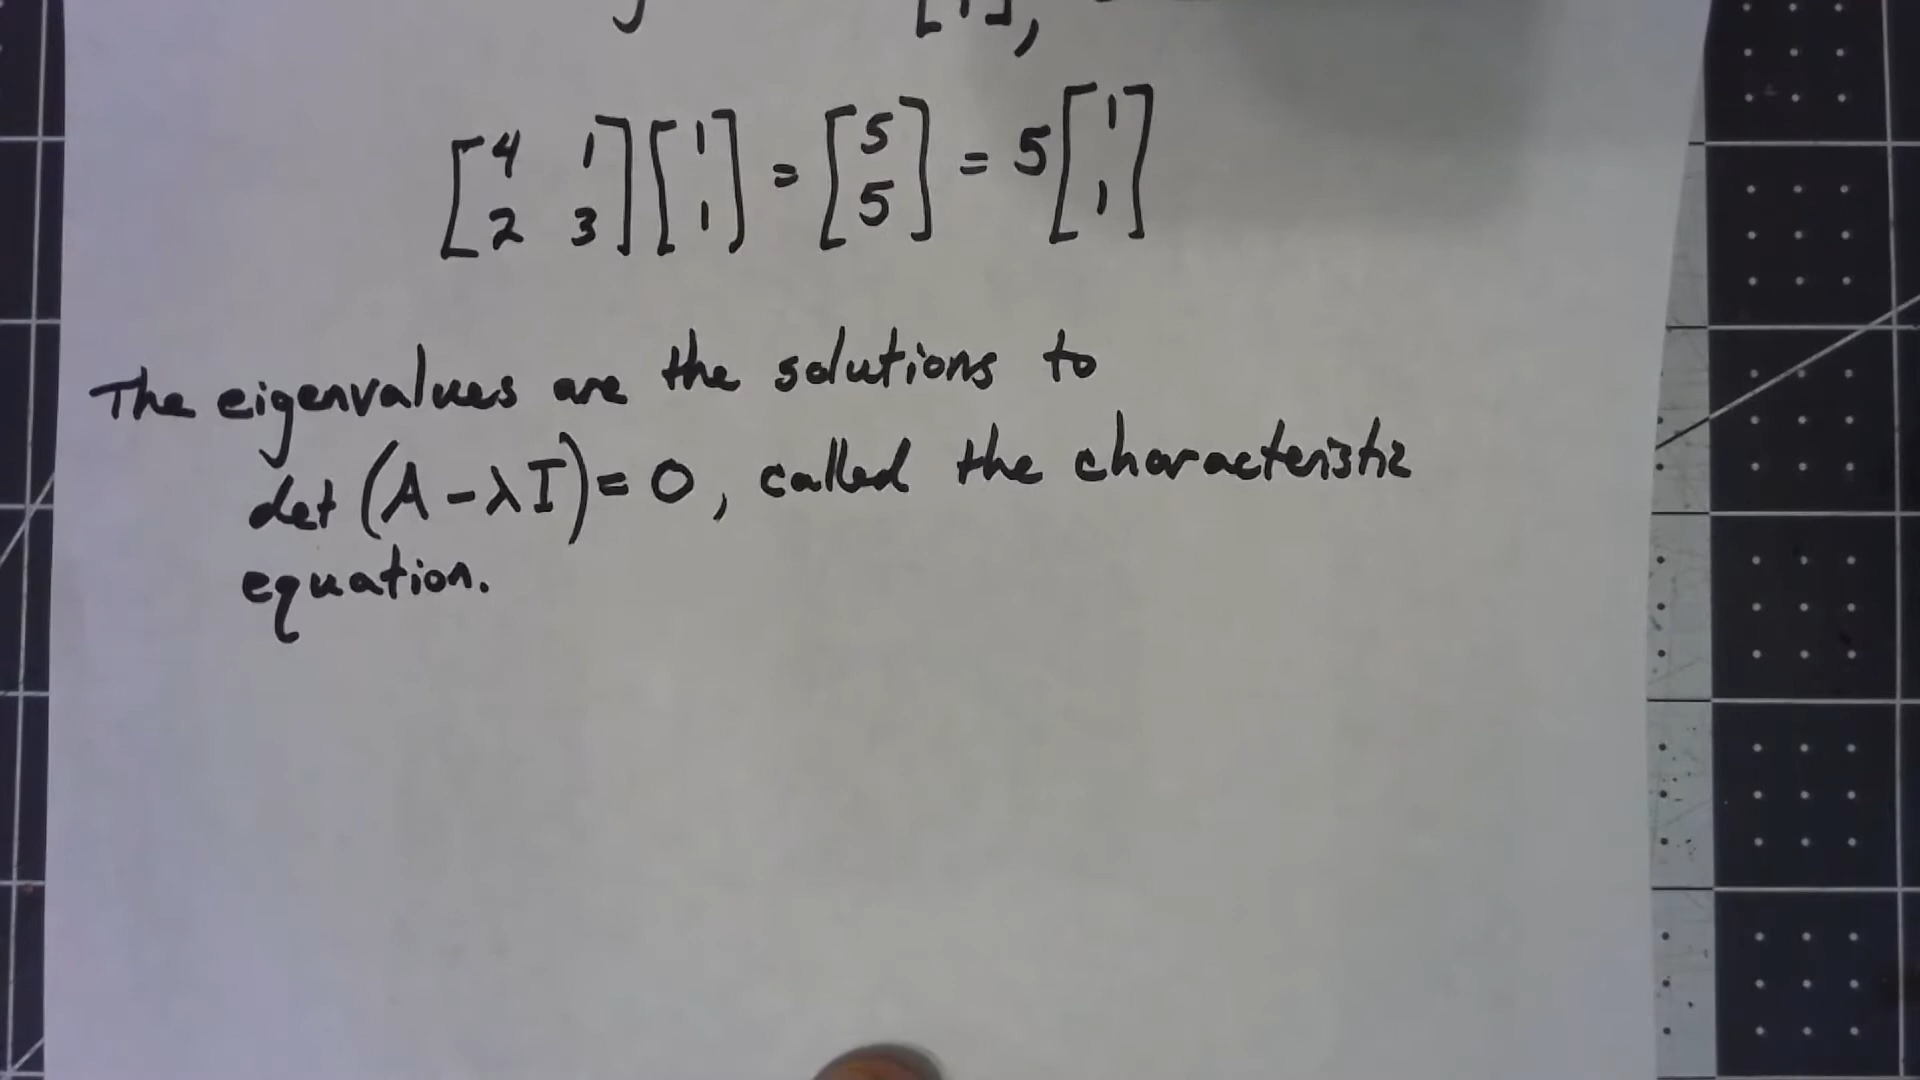 [1],
[4 1; 2 3][1; 1] = [5; 5] = 5[1; 1]
The eigenvalues are the solutions to
det (A - λI) = 0, called the characteristic
equation.